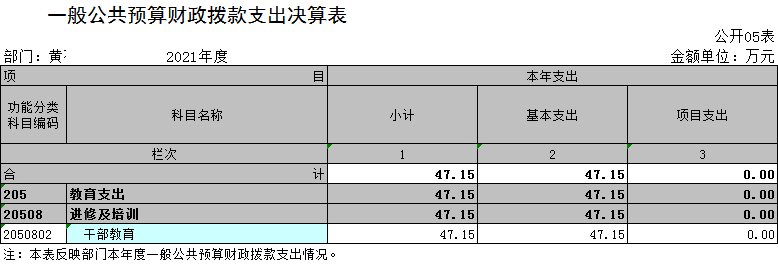 一般公共预算财政拨款支出决算表
公开05表
部门：黄 2021年度 金额单位：万元
项 目 本年支出
功能分类科目编码 科目名称 小计 基本支出 项目支出
栏次 1 2 3
合 计 47.15 47.15 0.00
205 教育支出 47.15 47.15 0.00
20508 进修及培训 47.15 47.15 0.00
2050802 干部教育 47.15 47.15 0.00
注：本表反映部门本年度一般公共预算财政拨款支出情况。